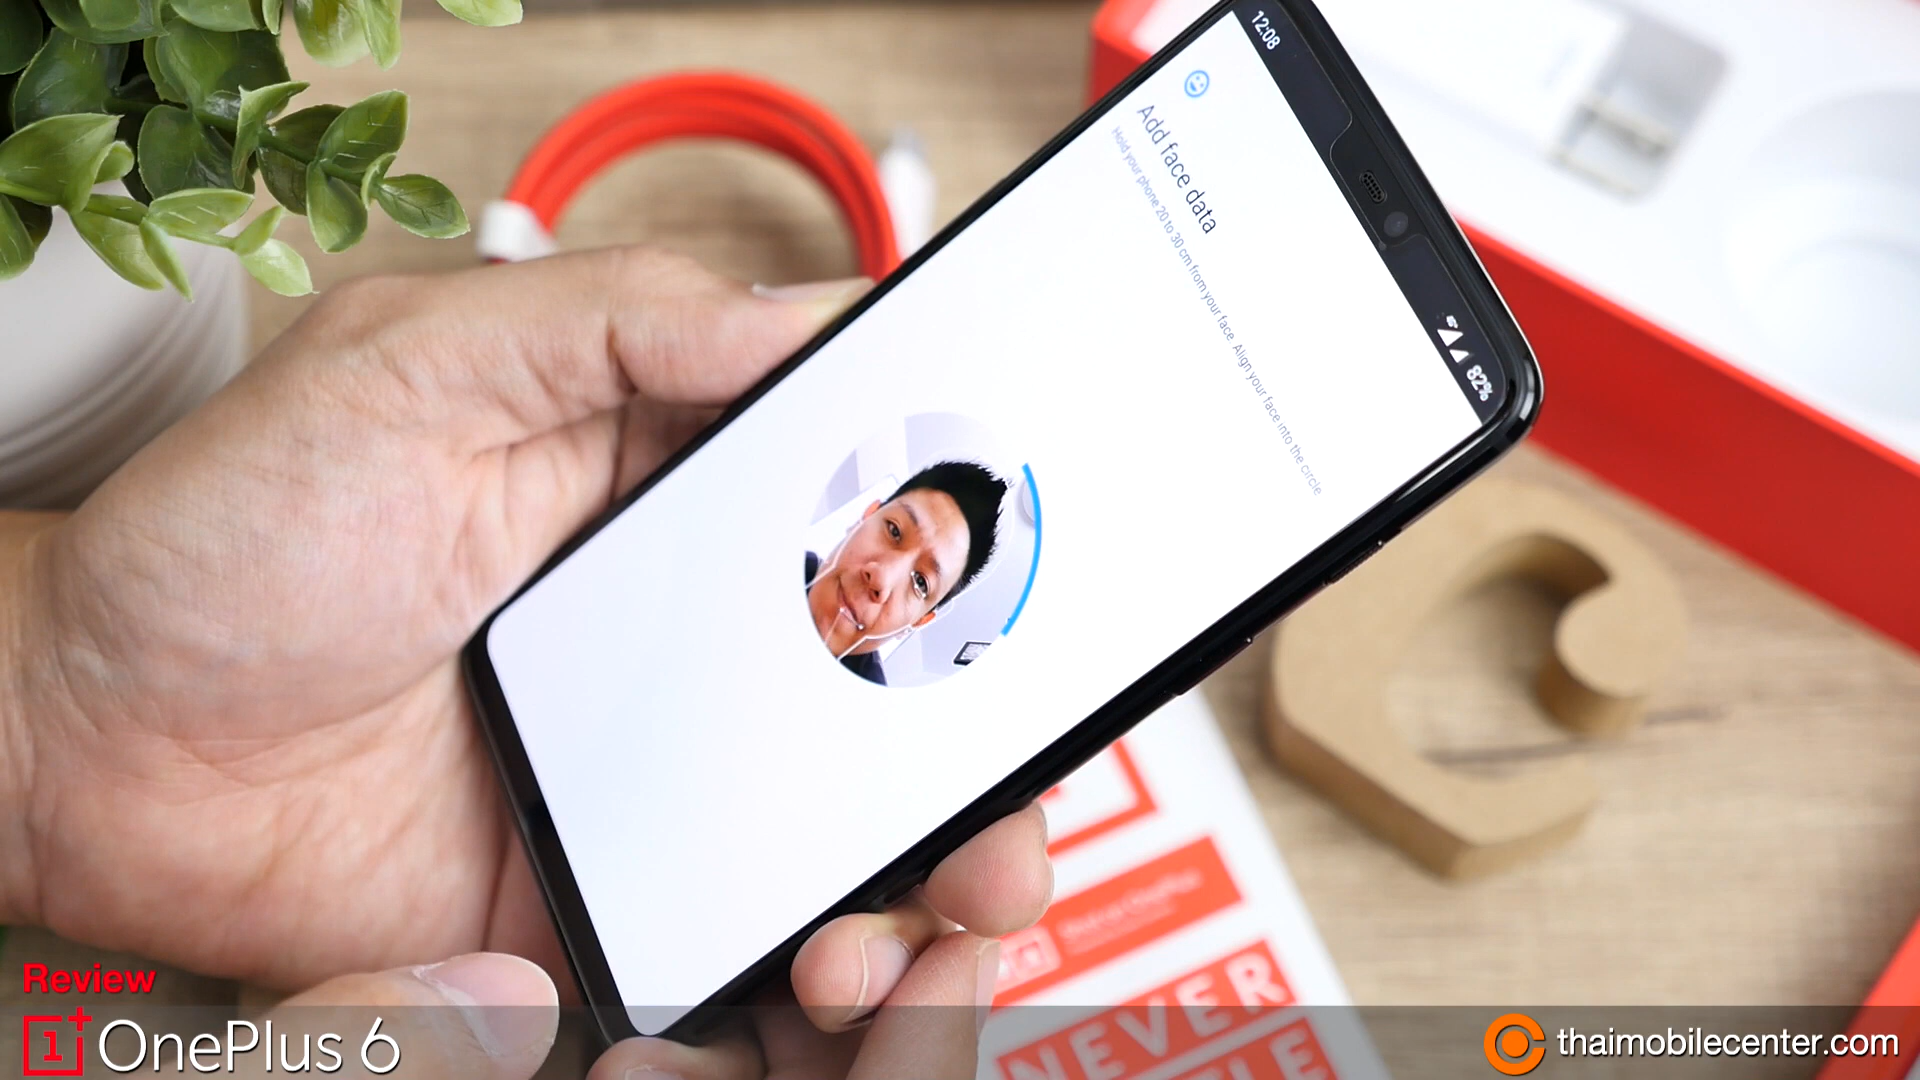 12:08
4G
82%
Add face data
Hold your phone 20 to 30 cm from your face. Align your face into the circle
NEVER
Review
OnePlus 6
thaimobilecenter.com